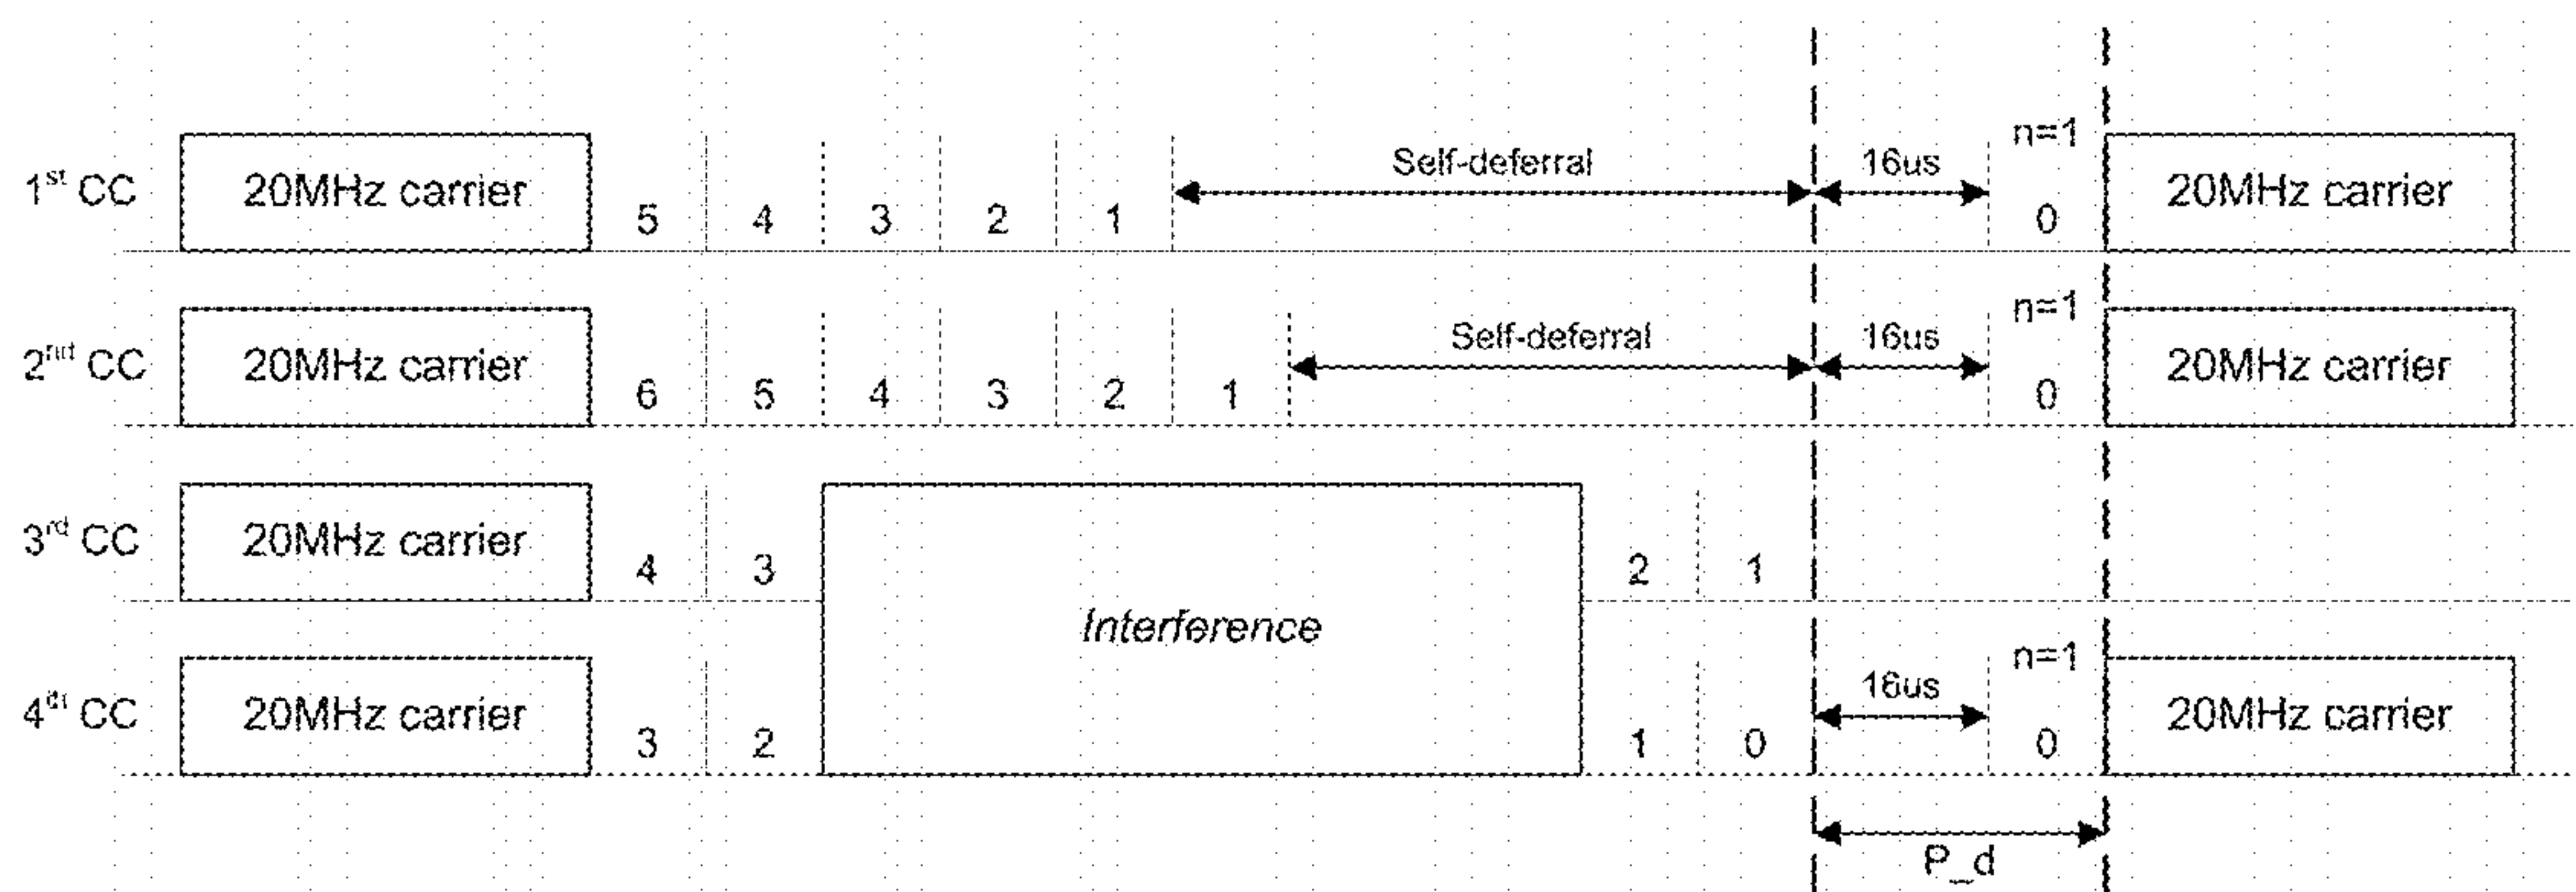 n=1
1st CC 20MHz carrier 5 4 3 2 1 Self-deferral 16us 0 20MHz carrier
n=1
2nd CC 20MHz carrier 6 5 4 3 2 1 Self-deferral 16us 0 20MHz carrier
3rd CC 20MHz carrier 4 3 2 1
Interference
n=1
4th CC 20MHz carrier 3 2 1 0 16us 0 20MHz carrier
P_d